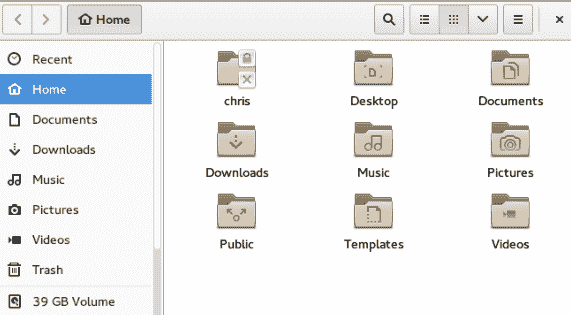 Home
Recent
Home
Documents
Downloads
Music
Pictures
Videos
Trash
39 GB Volume
chris
Desktop
Documents
Downloads
Music
Pictures
Public
Templates
Videos